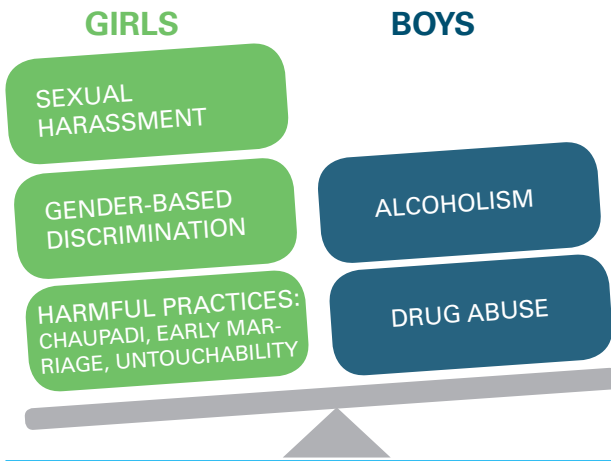 GIRLS
SEXUAL
HARASSMENT
GENDER-BASED
DISCRIMINATION
HARMFUL PRACTICES:
CHAUPADI, EARLY MAR-
RIAGE, UNTOUCHABILITY
BOYS
ALCOHOLISM
DRUG ABUSE